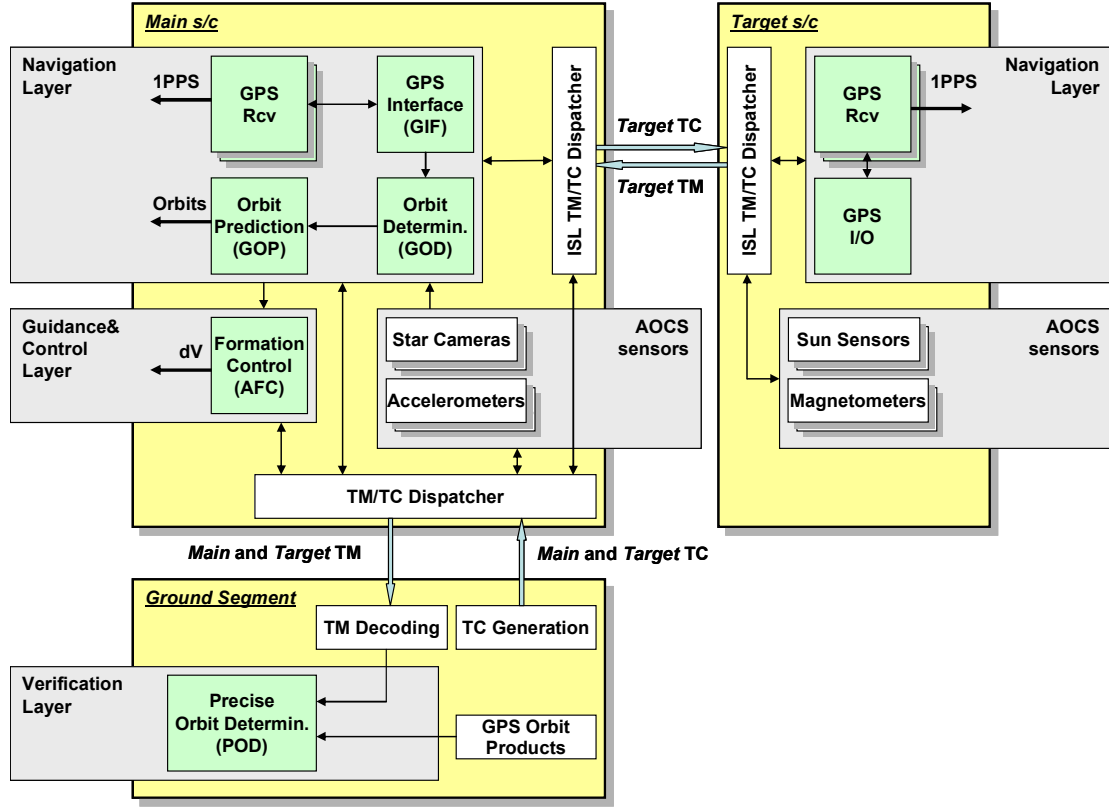 Main s/c
Navigation
Layer
1PPS
GPS
Rcv
GPS
Interface
(GIF)
Orbits
Orbit
Prediction
(GOP)
Orbit
Determin.
(GOD)
ISL TM/TC Dispatcher
Target TC
Target TM
Target s/c
ISL TM/TC Dispatcher
GPS
Rcv
1PPS
Navigation
Layer
GPS
I/O
Guidance&
Control
Layer
dV
Formation
Control
(AFC)
Star Cameras
Accelerometers
AOCS
sensors
Sun Sensors
Magnetometers
AOCS
sensors
TM/TC Dispatcher
Main and Target TM
Main and Target TC
Ground Segment
TM Decoding
TC Generation
Verification
Layer
Precise
Orbit Determin.
(POD)
GPS Orbit
Products